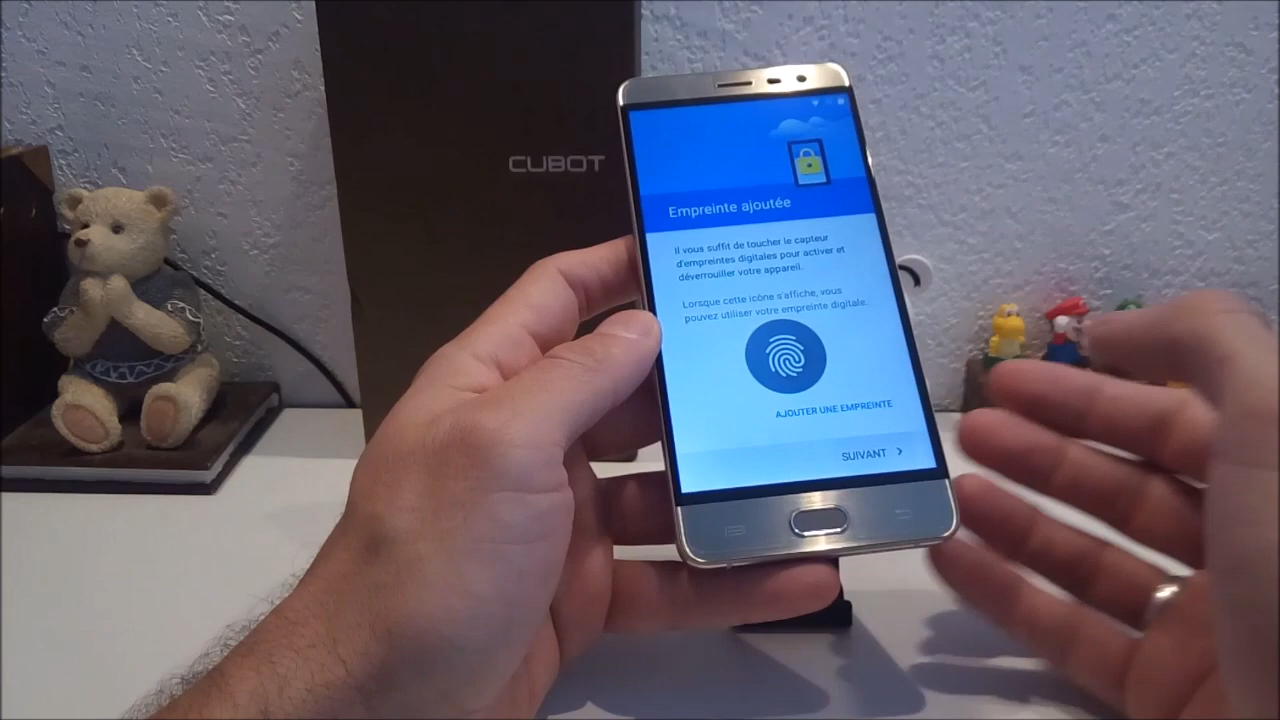 CUBOT
Empreinte ajoutée
Il vous suffit de toucher le capteur
d'empreintes digitales pour activer et
déverrouiller votre appareil.
Lorsque cette icône s'affiche, vous
pouvez utiliser votre empreinte digitale.
AJOUTER UNE EMPREINTE
SUIVANT